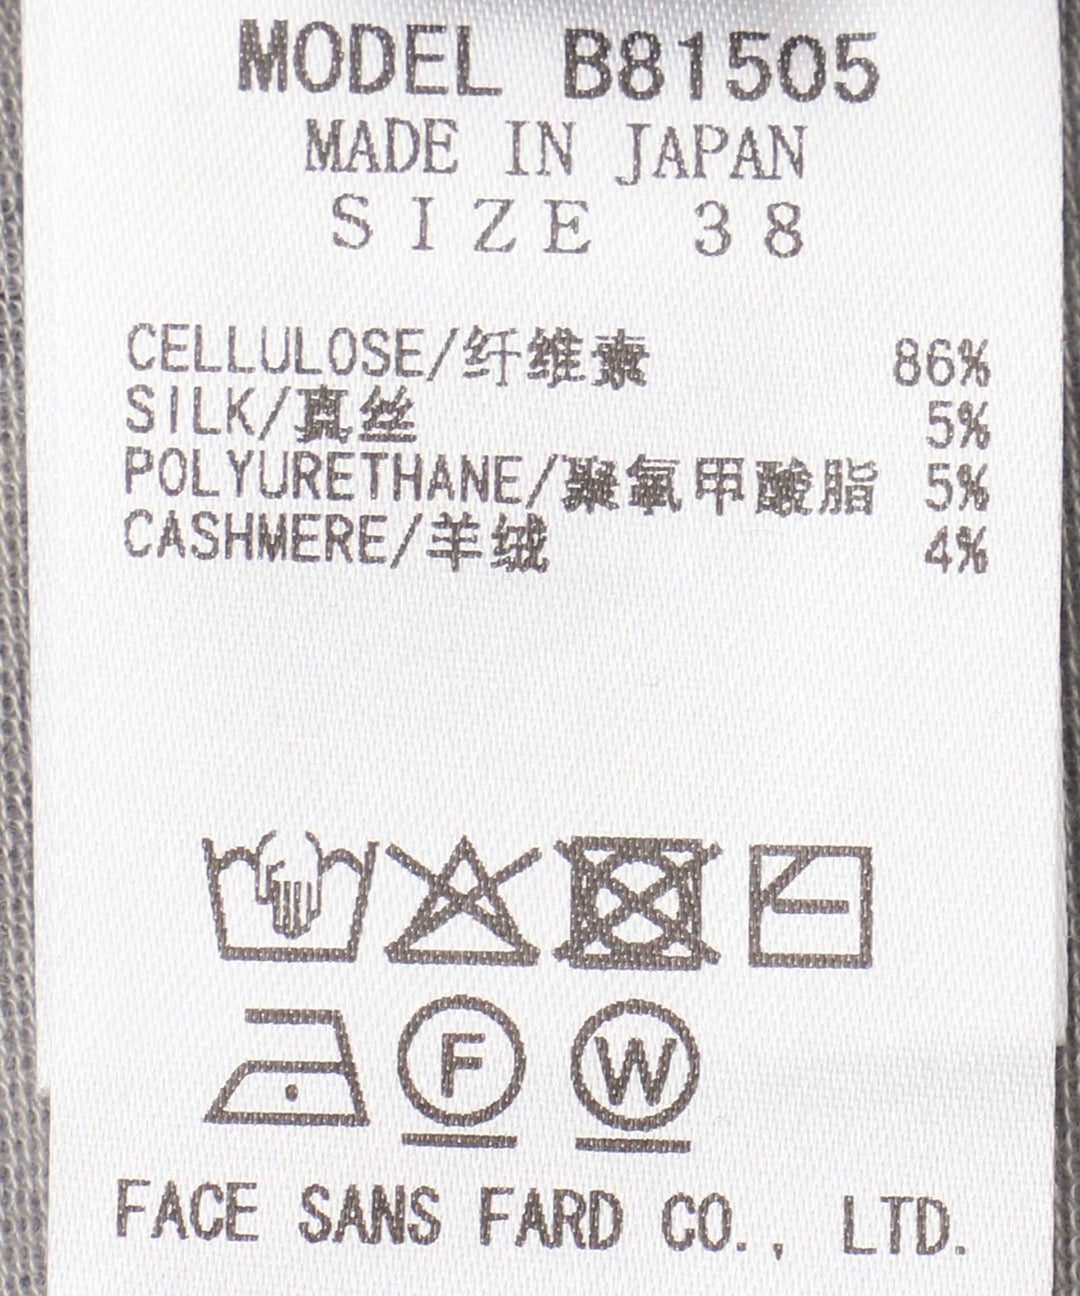 MODEL B81505
MADE IN JAPAN
SIZE 38
CELLULOSE/纤维素 86%
SILK/真丝 5%
POLYURETHANE/聚氨甲酸脂 5%
CASHMERE/羊绒 4%
F W
FACE SANS FARD CO., LTD.